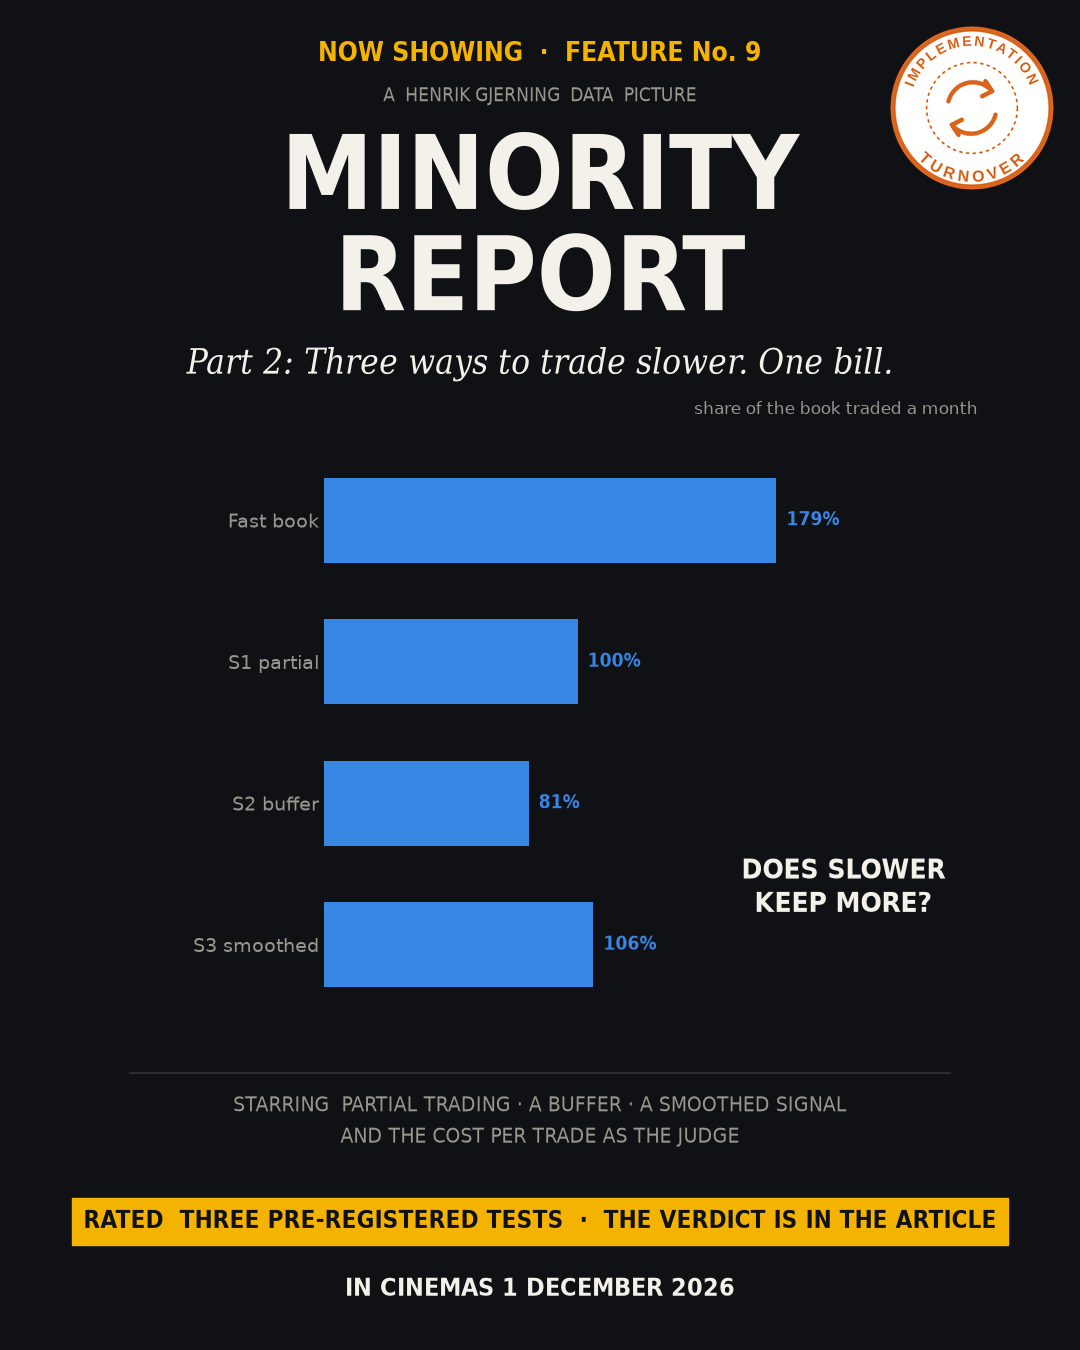 NOW SHOWING · FEATURE No. 9
A HENRIK GJERNING DATA PICTURE
IMPLEMENTATION
TURNOVER
MINORITY
REPORT
Part 2: Three ways to trade slower. One bill.
share of the book traded a month
Fast book 179%
S1 partial 100%
S2 buffer 81%
DOES SLOWER
KEEP MORE?
S3 smoothed 106%
STARRING PARTIAL TRADING · A BUFFER · A SMOOTHED SIGNAL
AND THE COST PER TRADE AS THE JUDGE
RATED THREE PRE-REGISTERED TESTS · THE VERDICT IS IN THE ARTICLE
IN CINEMAS 1 DECEMBER 2026